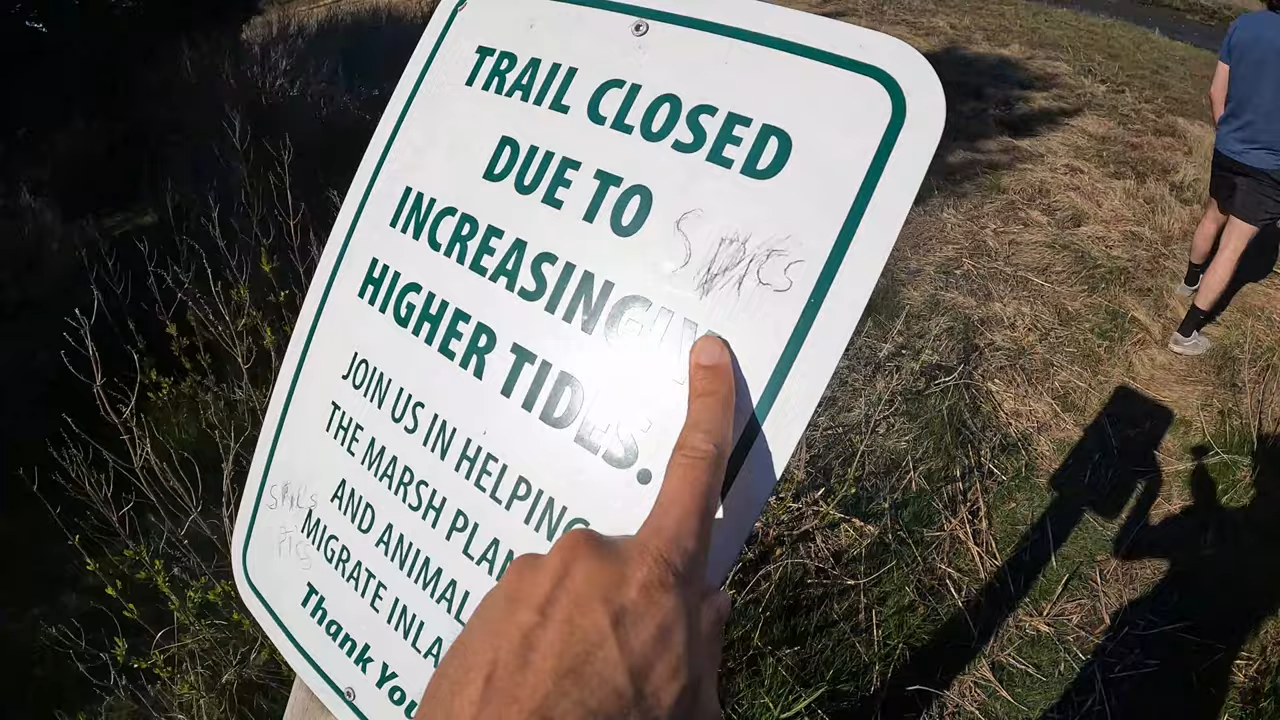 TRAIL CLOSED
DUE TO
INCREASINGLY
HIGHER TIDES.
JOIN US IN HELPING
THE MARSH PLAN
AND ANIMAL
MIGRATE INLA
Thank You